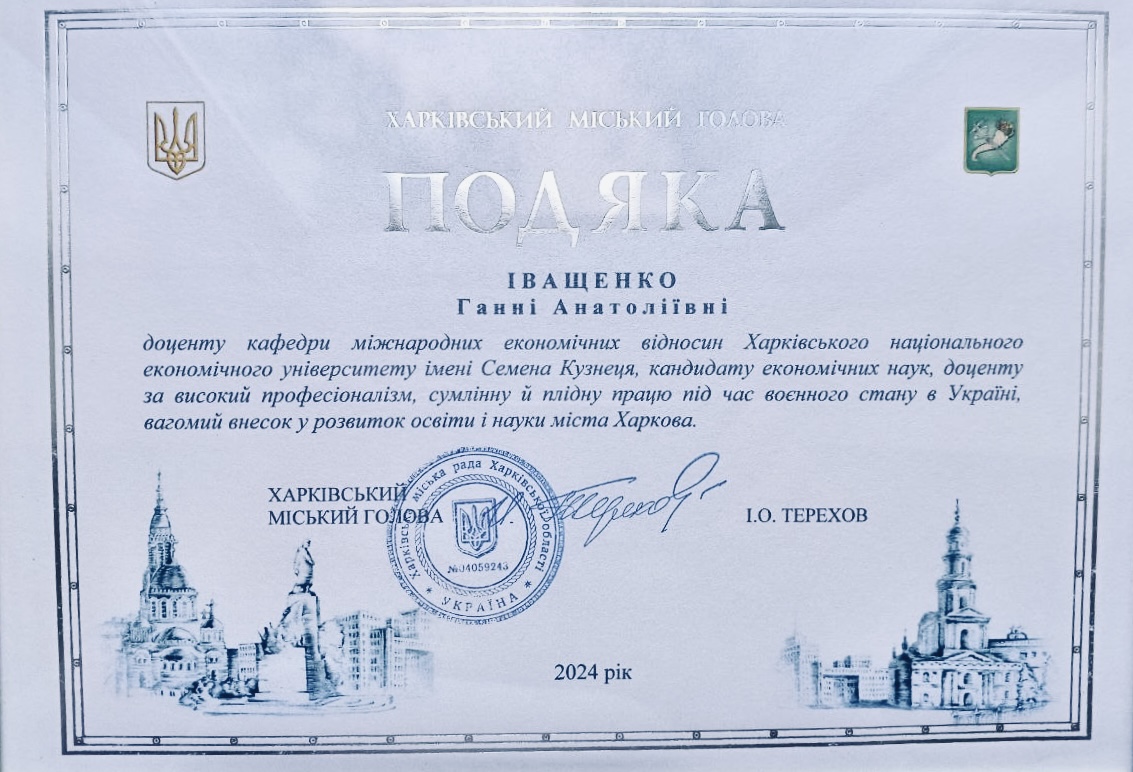 ХАРКІВСЬКИЙ МІСЬКИЙ ГОЛОВА
ПОДЯКА
ІВАЩЕНКО
Ганні Анатоліївні
доценту кафедри міжнародних економічних відносин Харківського національного
економічного університету імені Семена Кузнеця, кандидату економічних наук, доценту
за високий професіоналізм, сумлінну й плідну працю під час воєнного стану в Україні,
вагомий внесок у розвиток освіти і науки міста Харкова.
ХАРКІВСЬКИЙ
МІСЬКИЙ ГОЛОВА
Харківська міська рада Харківської області
№04059243
* УКРАЇНА *
І.О. ТЕРЕХОВ
2024 рік